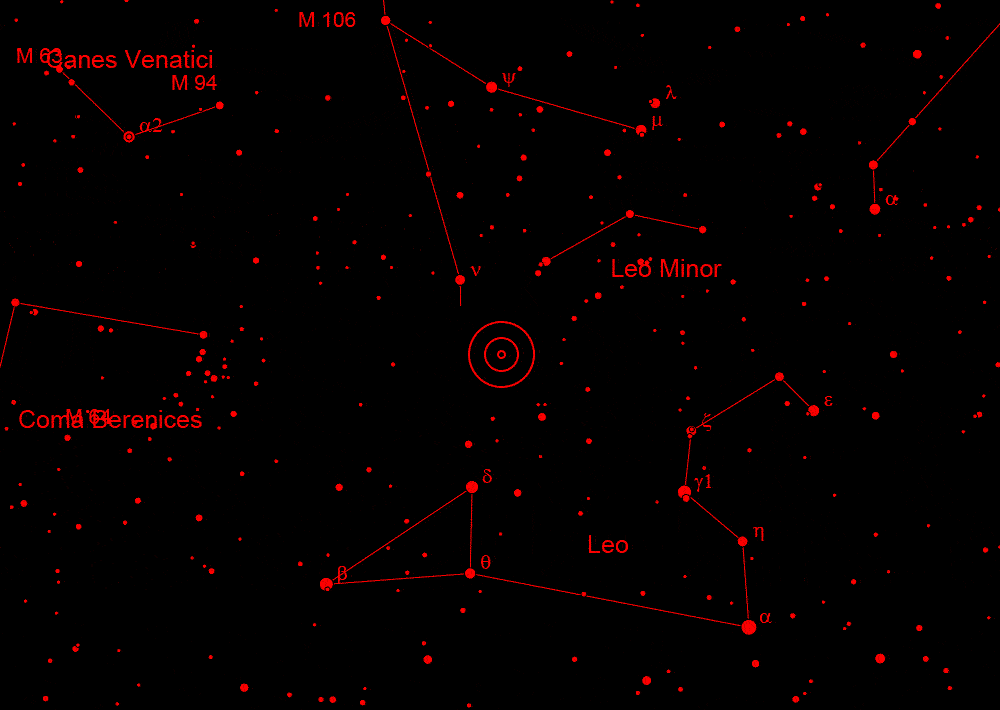 M 106
M 63
Canes Venatici
M 94
α2
ψ
λ
μ
α
ν
Leo Minor
Coma Berenices
M 64
ε
ζ
γ1
δ
η
Leo
θ
β
α